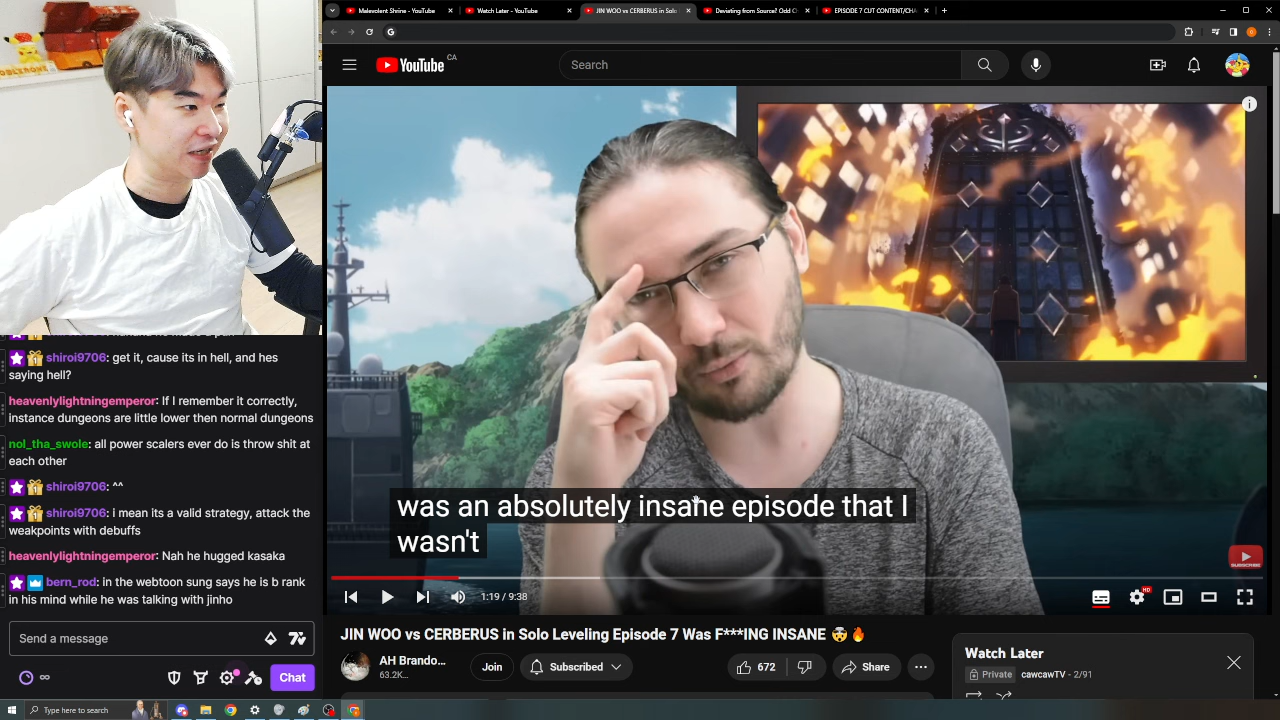 Malevolent Shrine - YouTube
Watch Later - YouTube
JIN WOO vs CERBERUS in Solo
Deviating from Source? Odd C
EPISODE 7 CUT CONTENT/CHA
YouTube CA
Search
shiroi9706: get it, cause its in hell, and hes
saying hell?
heavenlylightningemperor: If I remember it correctly,
instance dungeons are little lower then normal dungeons
nol_tha_swole: all power scalers ever do is throw shit at
each other
shiroi9706: ^^
shiroi9706: i mean its a valid strategy, attack the
weakpoints with debuffs
heavenlylightningemperor: Nah he hugged kasaka
bern_rod: in the webtoon sung says he is b rank
in his mind while he was talking with jinho
Send a message
Chat
was an absolutely insane episode that I
wasn't
SUBSCRIBE
1:19 / 9:38
HD
JIN WOO vs CERBERUS in Solo Leveling Episode 7 Was F***ING INSANE 🤯🔥
AH Brando...
63.2K...
Join
Subscribed
672
Share
Watch Later
Private cawcawTV - 2/91
Type here to search